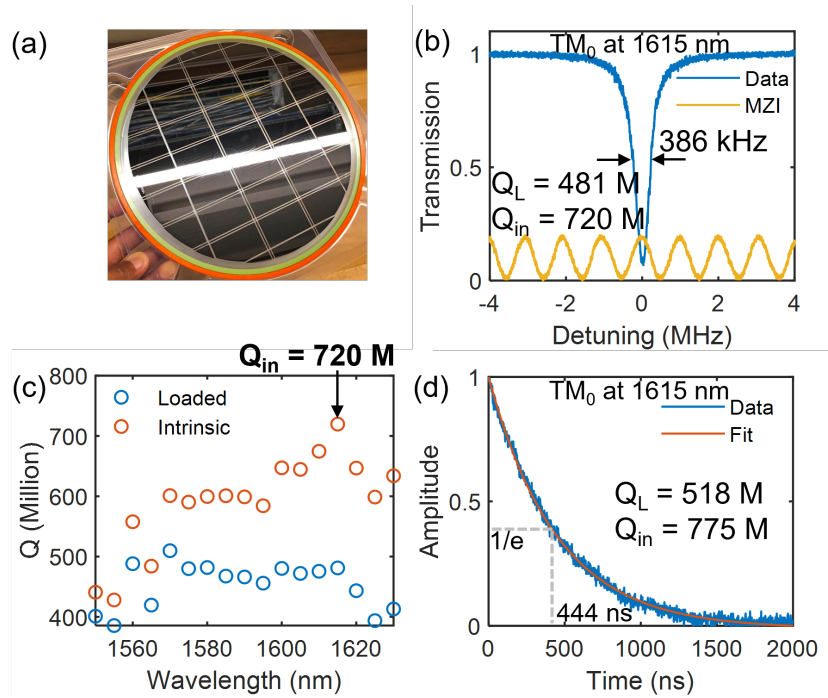 (a)
(b)
TM0 at 1615 nm
Data
MZI
386 kHz
QL = 481 M
Qin = 720 M
Transmission
1
0.5
0
-4
-2
0
2
4
Detuning (MHz)
(c)
Qin = 720 M
Loaded
Intrinsic
Q (Million)
800
700
600
500
400
1560
1580
1600
1620
Wavelength (nm)
(d)
TM0 at 1615 nm
Data
Fit
QL = 518 M
Qin = 775 M
1/e
444 ns
Amplitude
1
0.5
0
0
500
1000
1500
2000
Time (ns)